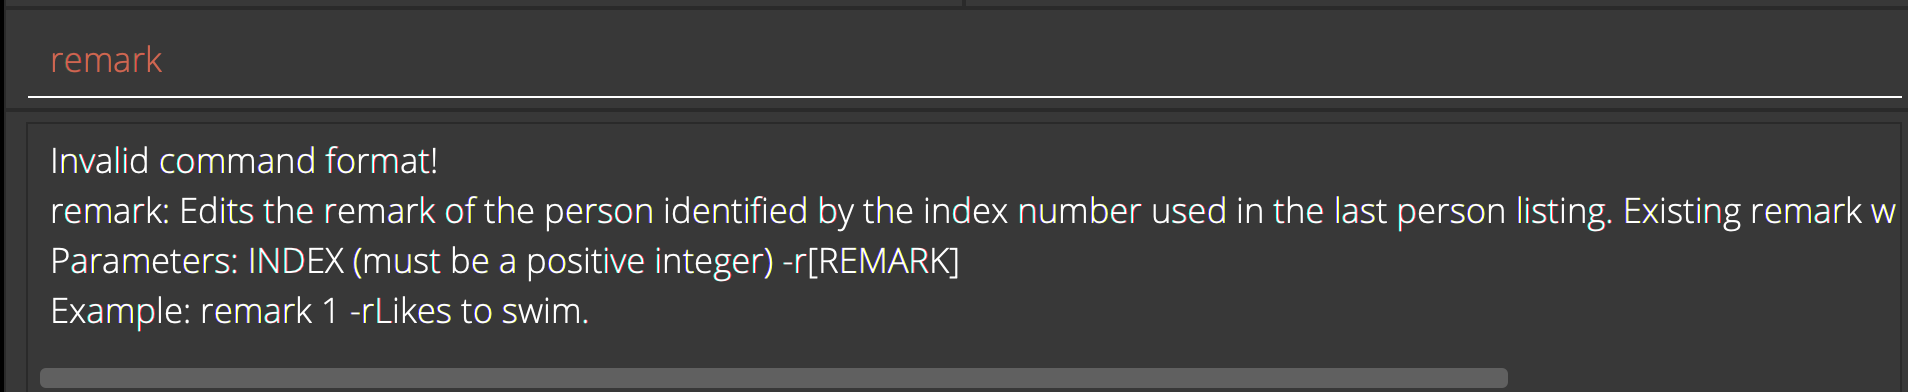 remark
Invalid command format!
remark: Edits the remark of the person identified by the index number used in the last person listing. Existing remark w
Parameters: INDEX (must be a positive integer) -r[REMARK]
Example: remark 1 -rLikes to swim.